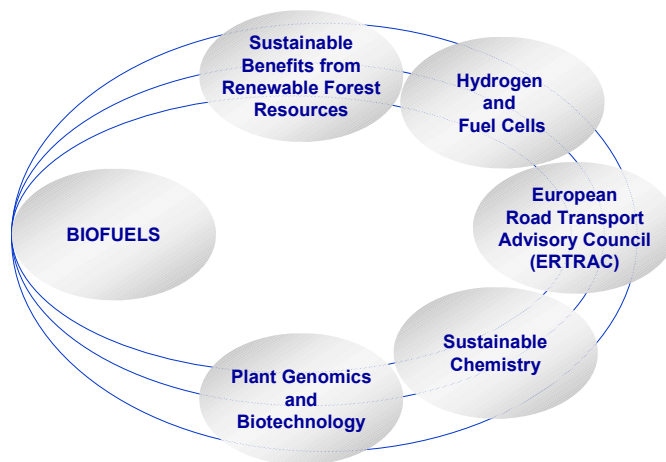 Sustainable
Benefits from
Renewable Forest
Resources
Hydrogen
and
Fuel Cells
European
Road Transport
Advisory Council
(ERTRAC)
BIOFUELS
Sustainable
Chemistry
Plant Genomics
and
Biotechnology